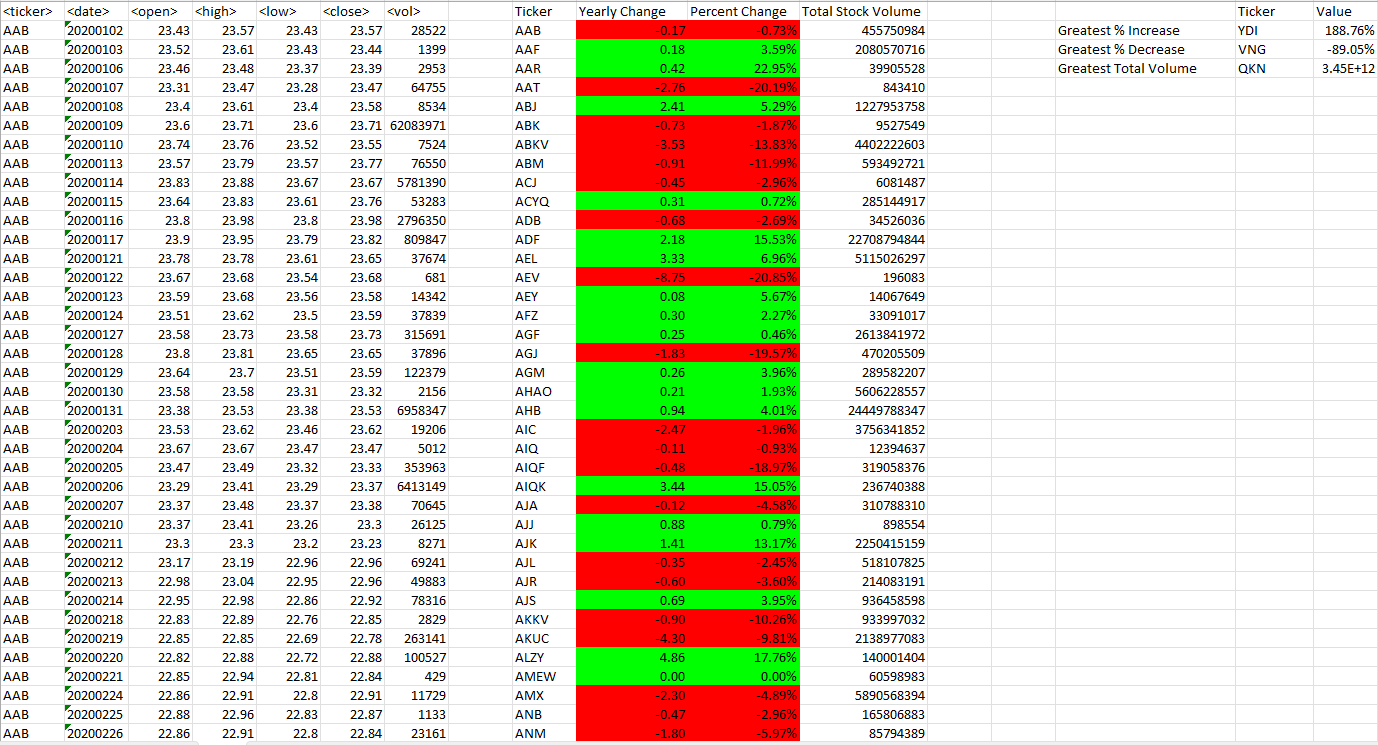 <ticker> <date> <open> <high> <low> <close> <vol> Ticker Yearly Change Percent Change Total Stock Volume Ticker Value
AAB 20200102 23.43 23.57 23.43 23.57 28522 AAB -0.17 -0.73% 455750984 Greatest % Increase YDI 188.76%
AAB 20200103 23.52 23.61 23.43 23.44 1399 AAF 0.18 3.59% 2080570716 Greatest % Decrease VNG -89.05%
AAB 20200106 23.46 23.48 23.37 23.39 2953 AAR 0.42 22.95% 39905528 Greatest Total Volume QKN 3.45E+12
AAB 20200107 23.31 23.47 23.28 23.47 64755 AAT -2.76 -20.19% 843410
AAB 20200108 23.4 23.61 23.4 23.58 8534 ABJ 2.41 5.29% 1227953758
AAB 20200109 23.6 23.71 23.6 23.71 62083971 ABK -0.73 -1.87% 9527549
AAB 20200110 23.74 23.76 23.52 23.55 7524 ABKV -3.53 -13.83% 4402222603
AAB 20200113 23.57 23.79 23.57 23.77 76550 ABM -0.91 -11.99% 593492721
AAB 20200114 23.83 23.88 23.67 23.67 5781390 ACJ -0.45 -2.96% 6081487
AAB 20200115 23.64 23.83 23.61 23.76 53283 ACYQ 0.31 0.72% 285144917
AAB 20200116 23.8 23.98 23.8 23.98 2796350 ADB -0.68 -2.69% 34526036
AAB 20200117 23.9 23.95 23.79 23.82 809847 ADF 2.18 15.53% 22708794844
AAB 20200121 23.78 23.78 23.61 23.65 37674 AEL 3.33 6.96% 5115026297
AAB 20200122 23.67 23.68 23.54 23.68 681 AEV -8.75 -20.85% 196083
AAB 20200123 23.59 23.68 23.56 23.58 14342 AEY 0.08 5.67% 14067649
AAB 20200124 23.51 23.62 23.5 23.59 37839 AFZ 0.30 2.27% 33091017
AAB 20200127 23.58 23.73 23.58 23.73 315691 AGF 0.25 0.46% 2613841972
AAB 20200128 23.8 23.81 23.65 23.65 37896 AGJ -1.83 -19.57% 470205509
AAB 20200129 23.64 23.7 23.51 23.59 122379 AGM 0.26 3.96% 289582207
AAB 20200130 23.58 23.58 23.31 23.32 2156 AHAO 0.21 1.93% 5606228557
AAB 20200131 23.38 23.53 23.38 23.53 6958347 AHB 0.94 4.01% 24449788347
AAB 20200203 23.53 23.62 23.46 23.62 19206 AIC -2.47 -1.96% 3756341852
AAB 20200204 23.67 23.67 23.47 23.47 5012 AIQ -0.11 -0.93% 12394637
AAB 20200205 23.47 23.49 23.32 23.33 353963 AIQF -0.48 -18.97% 319058376
AAB 20200206 23.29 23.41 23.29 23.37 6413149 AIQK 3.44 15.05% 236740388
AAB 20200207 23.37 23.48 23.37 23.38 70645 AJA -0.12 -4.58% 310788310
AAB 20200210 23.37 23.41 23.26 23.3 26125 AJJ 0.88 0.79% 898554
AAB 20200211 23.3 23.3 23.2 23.23 8271 AJK 1.41 13.17% 2250415159
AAB 20200212 23.17 23.19 22.96 22.96 69241 AJL -0.35 -2.45% 518107825
AAB 20200213 22.98 23.04 22.95 22.96 49883 AJR -0.60 -3.60% 214083191
AAB 20200214 22.95 22.98 22.86 22.92 78316 AJS 0.69 3.95% 936458598
AAB 20200218 22.83 22.89 22.76 22.85 2829 AKKV -0.90 -10.26% 933997032
AAB 20200219 22.85 22.85 22.69 22.78 263141 AKUC -4.30 -9.81% 2138977083
AAB 20200220 22.82 22.88 22.72 22.88 100527 ALZY 4.86 17.76% 140001404
AAB 20200221 22.85 22.94 22.81 22.84 429 AMEW 0.00 0.00% 60598983
AAB 20200224 22.86 22.91 22.8 22.91 11729 AMX -2.30 -4.89% 5890568394
AAB 20200225 22.88 22.96 22.83 22.87 1133 ANB -0.47 -2.96% 165806883
AAB 20200226 22.86 22.91 22.8 22.84 23161 ANM -1.80 -5.97% 85794389